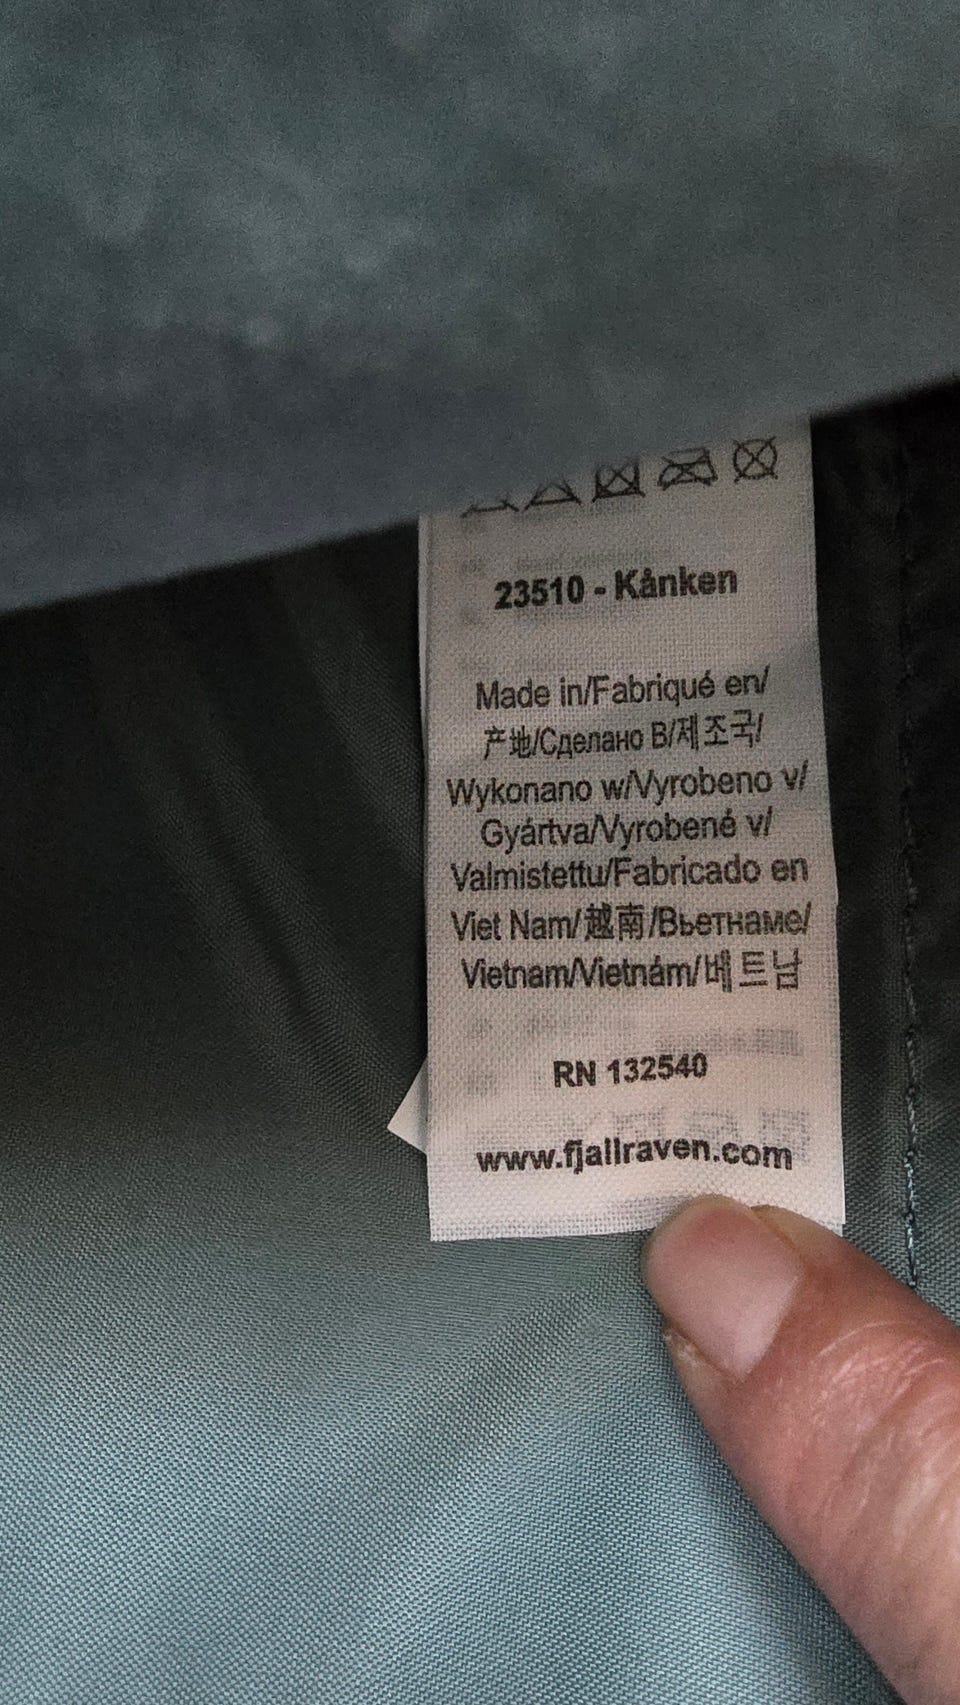 23510 - Kånken
Made in/Fabriqué en/
产地/Сделано В/제조국/
Wykonano w/Vyrobeno v/
Gyártva/Vyrobené v/
Valmistettu/Fabricado en
Viet Nam/越南/Вьетнаме/
Vietnam/Vietnám/베트남
RN 132540
www.fjallraven.com